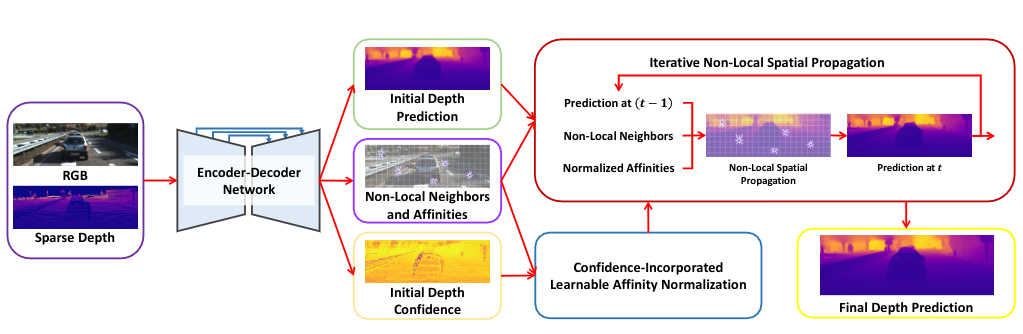 RGB
Sparse Depth
Encoder-Decoder
Network
Initial Depth
Prediction
Non-Local Neighbors
and Affinities
Initial Depth
Confidence
Iterative Non-Local Spatial Propagation
Prediction at (t − 1)
Non-Local Neighbors
Normalized Affinities
Non-Local Spatial
Propagation
Prediction at t
Confidence-Incorporated
Learnable Affinity Normalization
Final Depth Prediction